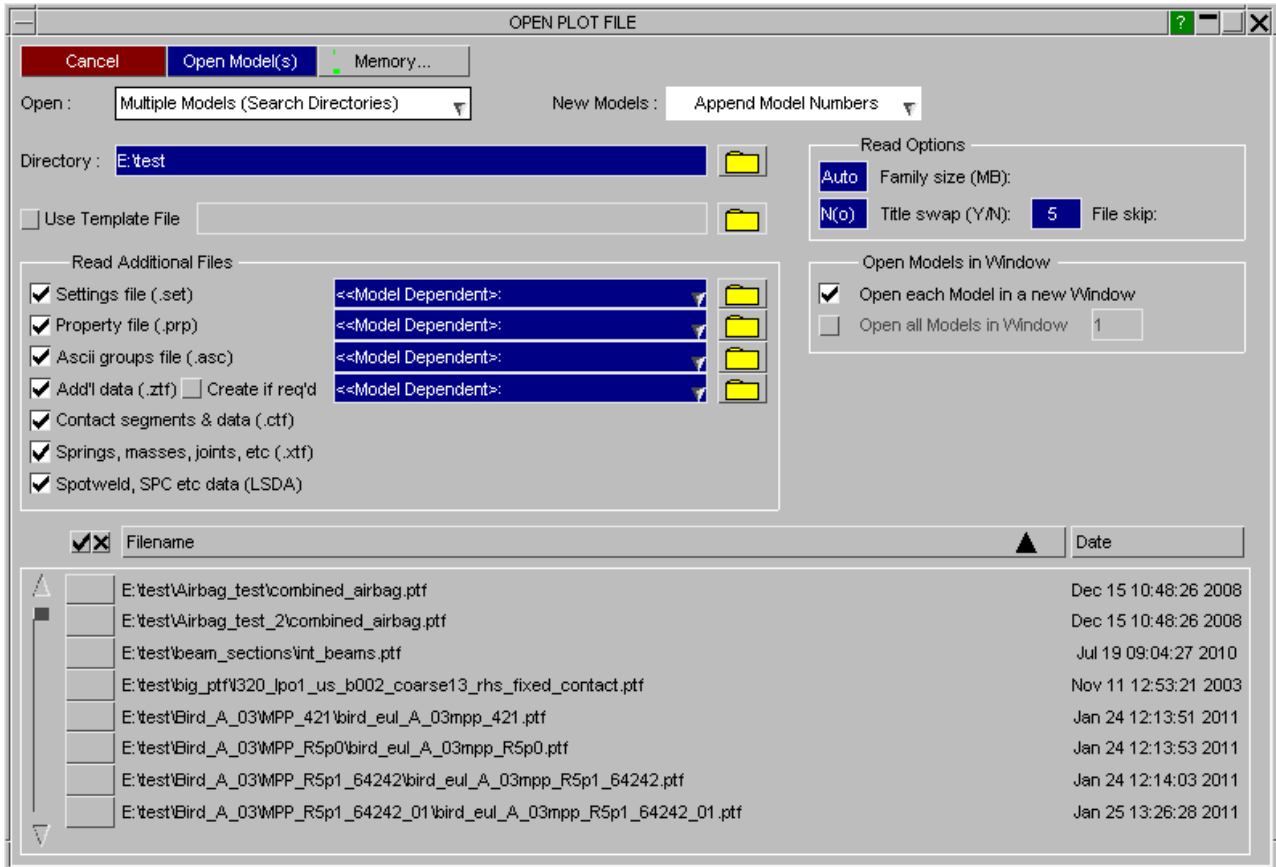 OPEN PLOT FILE ?
Cancel Open Model(s) Memory...
Open : Multiple Models (Search Directories) New Models : Append Model Numbers
Directory : E:\test
Read Options
Auto Family size (MB):
Use Template File
N(o) Title swap (Y/N): 5 File skip:
Read Additional Files
Open Models in Window
Settings file (.set) <<Model Dependent>:
Open each Model in a new Window
Property file (.prp) <<Model Dependent>:
Open all Models in Window 1
Ascii groups file (.asc) <<Model Dependent>:
Add'l data (.ztf) Create if req'd <<Model Dependent>:
Contact segments & data (.ctf)
Springs, masses, joints, etc (.xtf)
Spotweld, SPC etc data (LSDA)
Filename Date
E:\test\Airbag_test\combined_airbag.ptf Dec 15 10:48:26 2008
E:\test\Airbag_test_2\combined_airbag.ptf Dec 15 10:48:26 2008
E:\test\beam_sections\int_beams.ptf Jul 19 09:04:27 2010
E:\test\big_ptf\l320_lpo1_us_b002_coarse13_rhs_fixed_contact.ptf Nov 11 12:53:21 2003
E:\test\Bird_A_03\MPP_421\bird_eul_A_03mpp_421.ptf Jan 24 12:13:51 2011
E:\test\Bird_A_03\MPP_R5p0\bird_eul_A_03mpp_R5p0.ptf Jan 24 12:13:53 2011
E:\test\Bird_A_03\MPP_R5p1_64242\bird_eul_A_03mpp_R5p1_64242.ptf Jan 24 12:14:03 2011
E:\test\Bird_A_03\MPP_R5p1_64242_01\bird_eul_A_03mpp_R5p1_64242_01.ptf Jan 25 13:26:28 2011